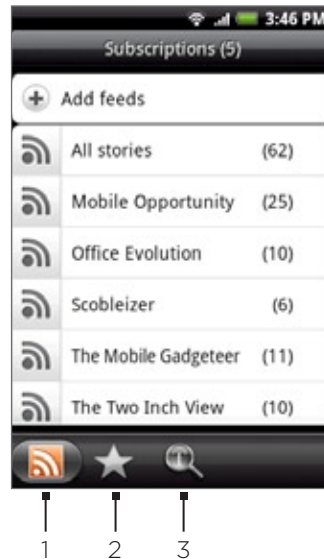 3:46 PM
Subscriptions (5)
Add feeds
All stories (62)
Mobile Opportunity (25)
Office Evolution (10)
Scobleizer (6)
The Mobile Gadgeteer (11)
The Two Inch View (10)
1 2 3